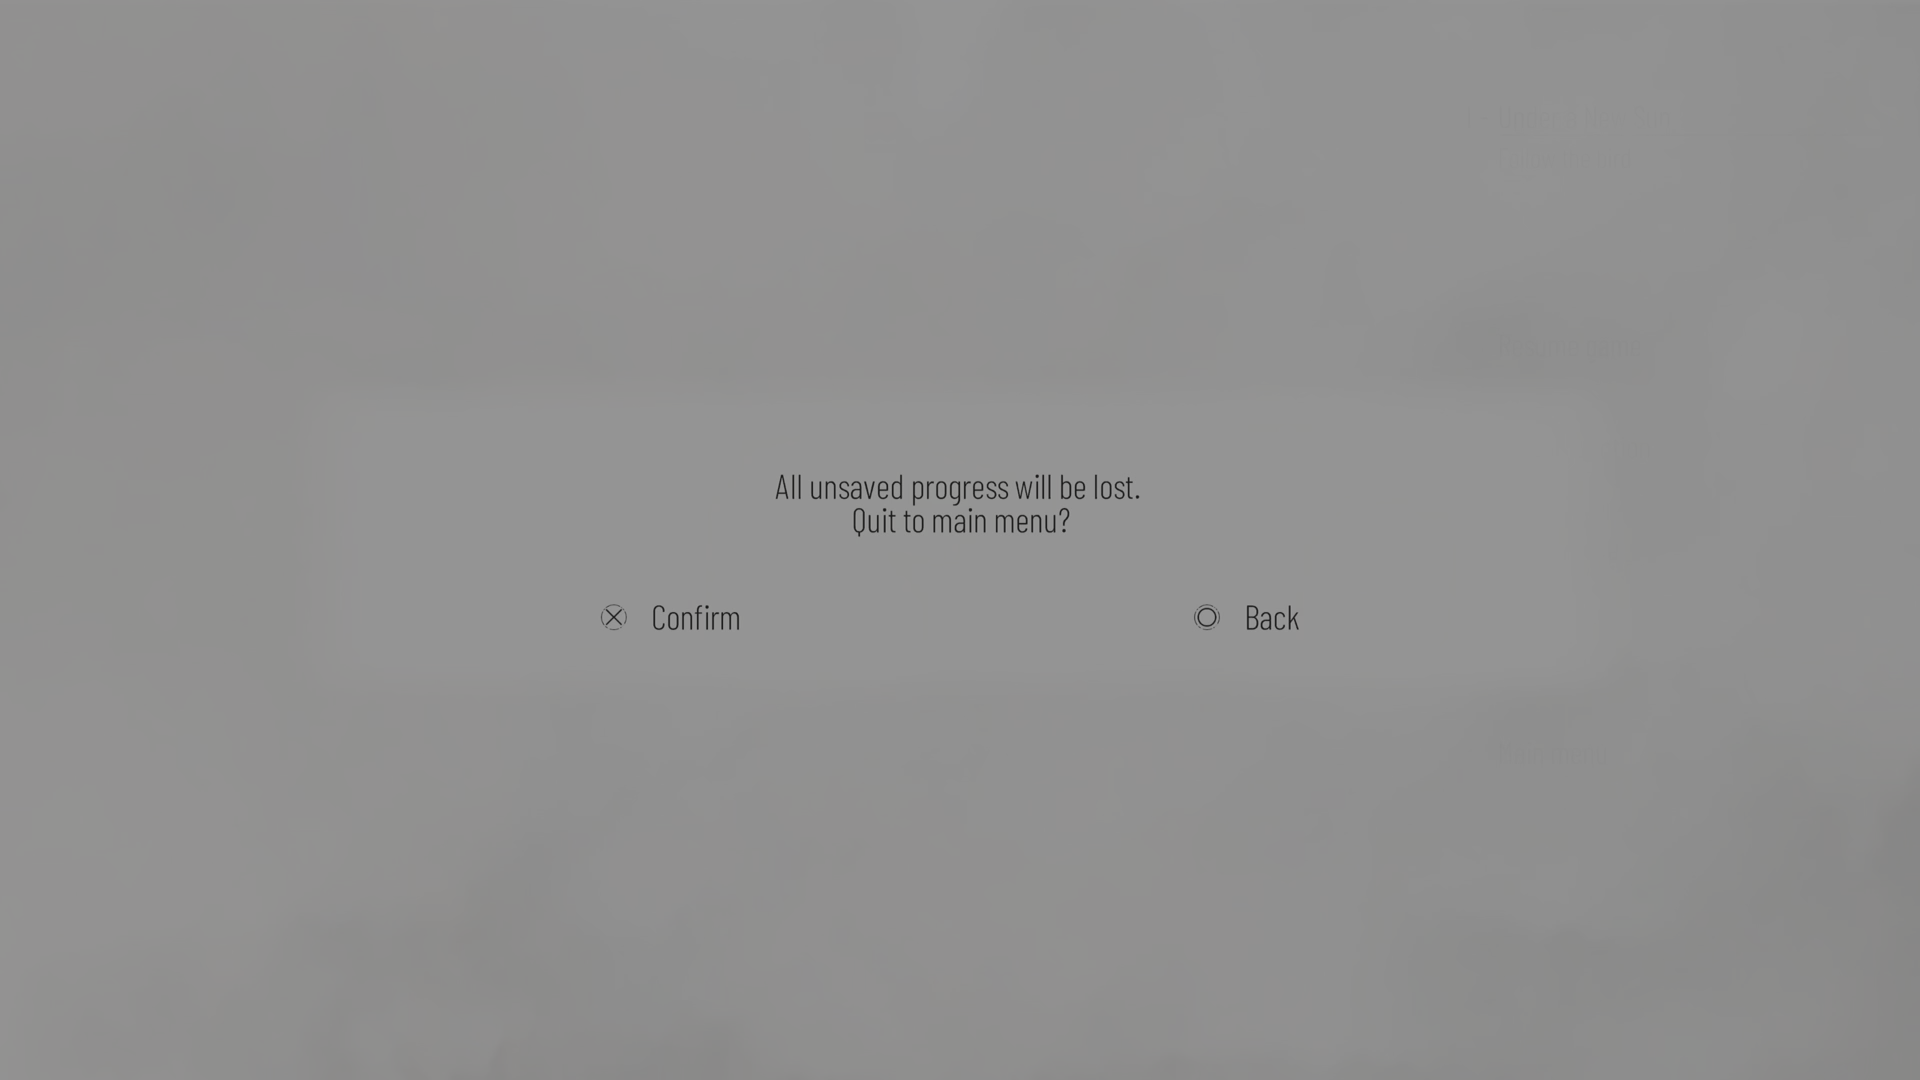 All unsaved progress will be lost.
Quit to main menu?
Confirm
Back